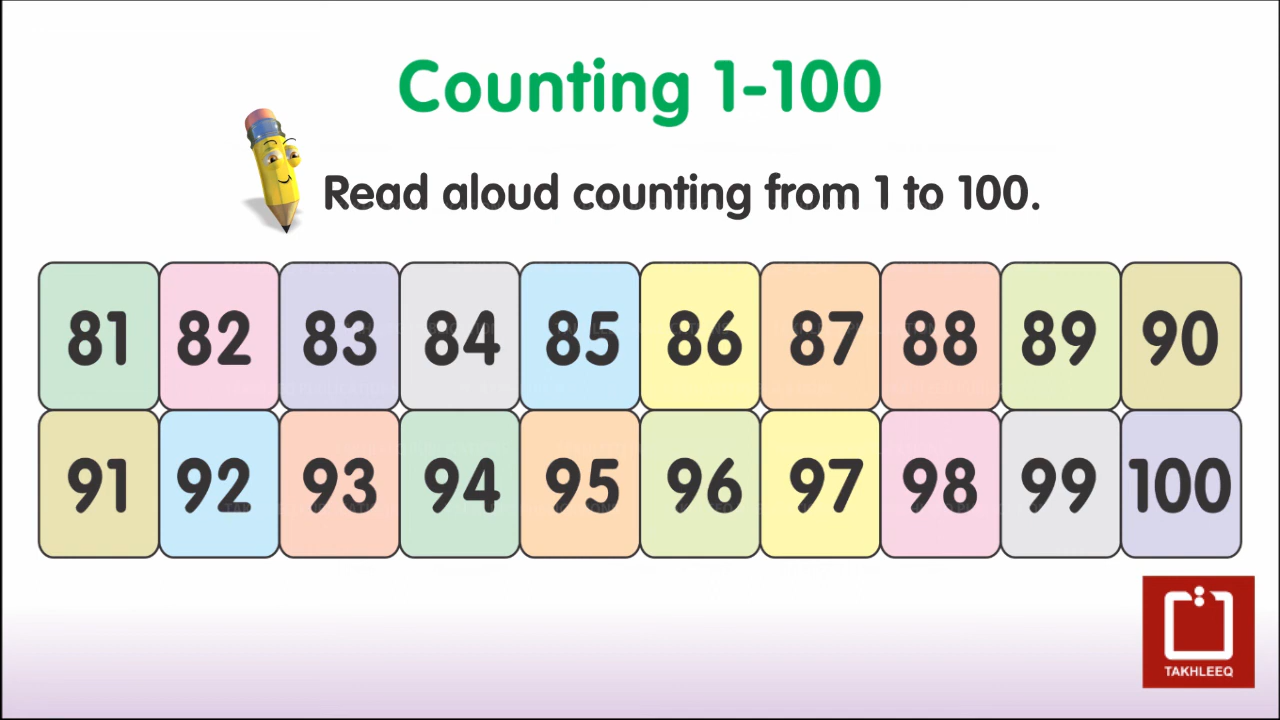 Counting 1-100
Read aloud counting from 1 to 100.
81 82 83 84 85 86 87 88 89 90
91 92 93 94 95 96 97 98 99 100
TAKHLEEQ